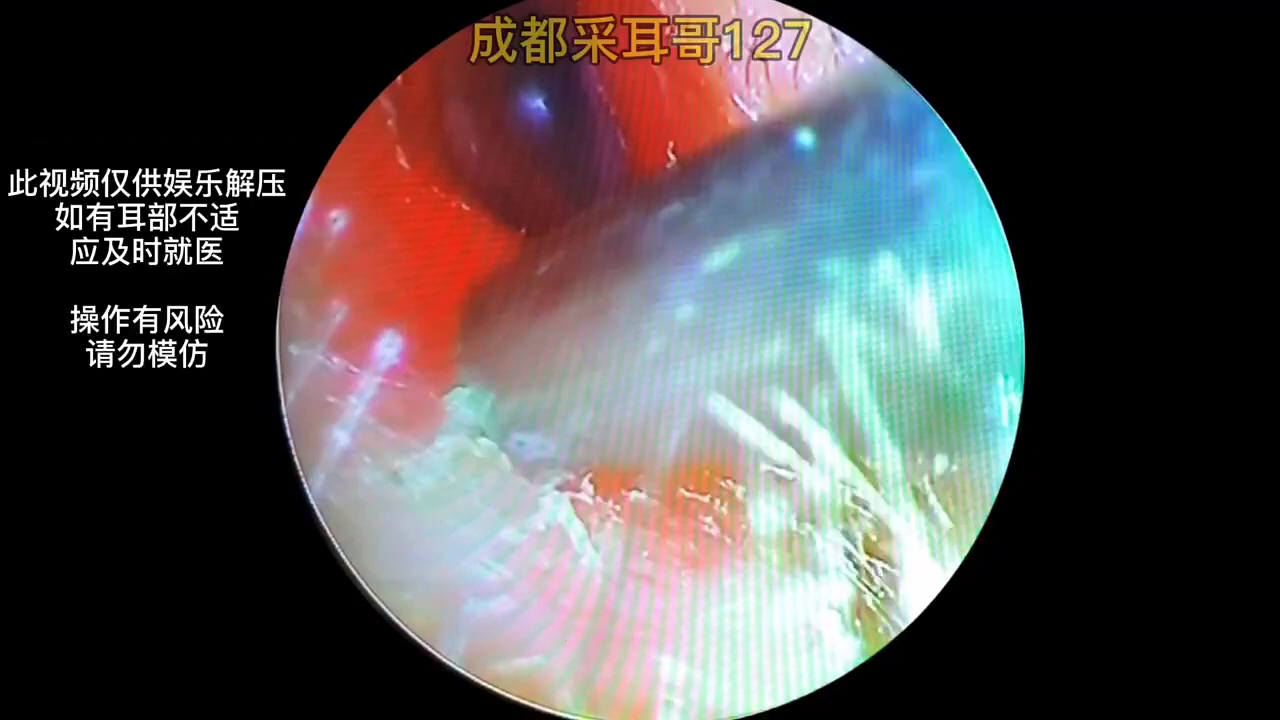 成都采耳哥127
此视频仅供娱乐解压
如有耳部不适
应及时就医
操作有风险
请勿模仿